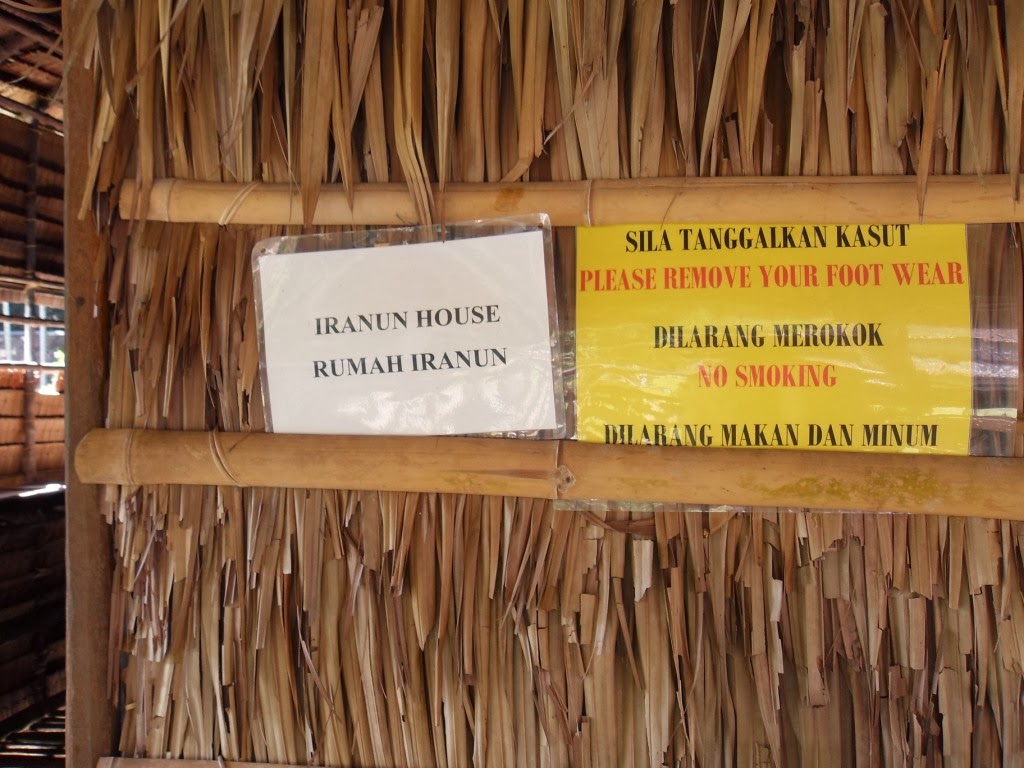 IRANUN HOUSE
RUMAH IRANUN
SILA TANGGALKAN KASUT
PLEASE REMOVE YOUR FOOT WEAR
DILARANG MEROKOK
NO SMOKING
DILARANG MAKAN DAN MINUM